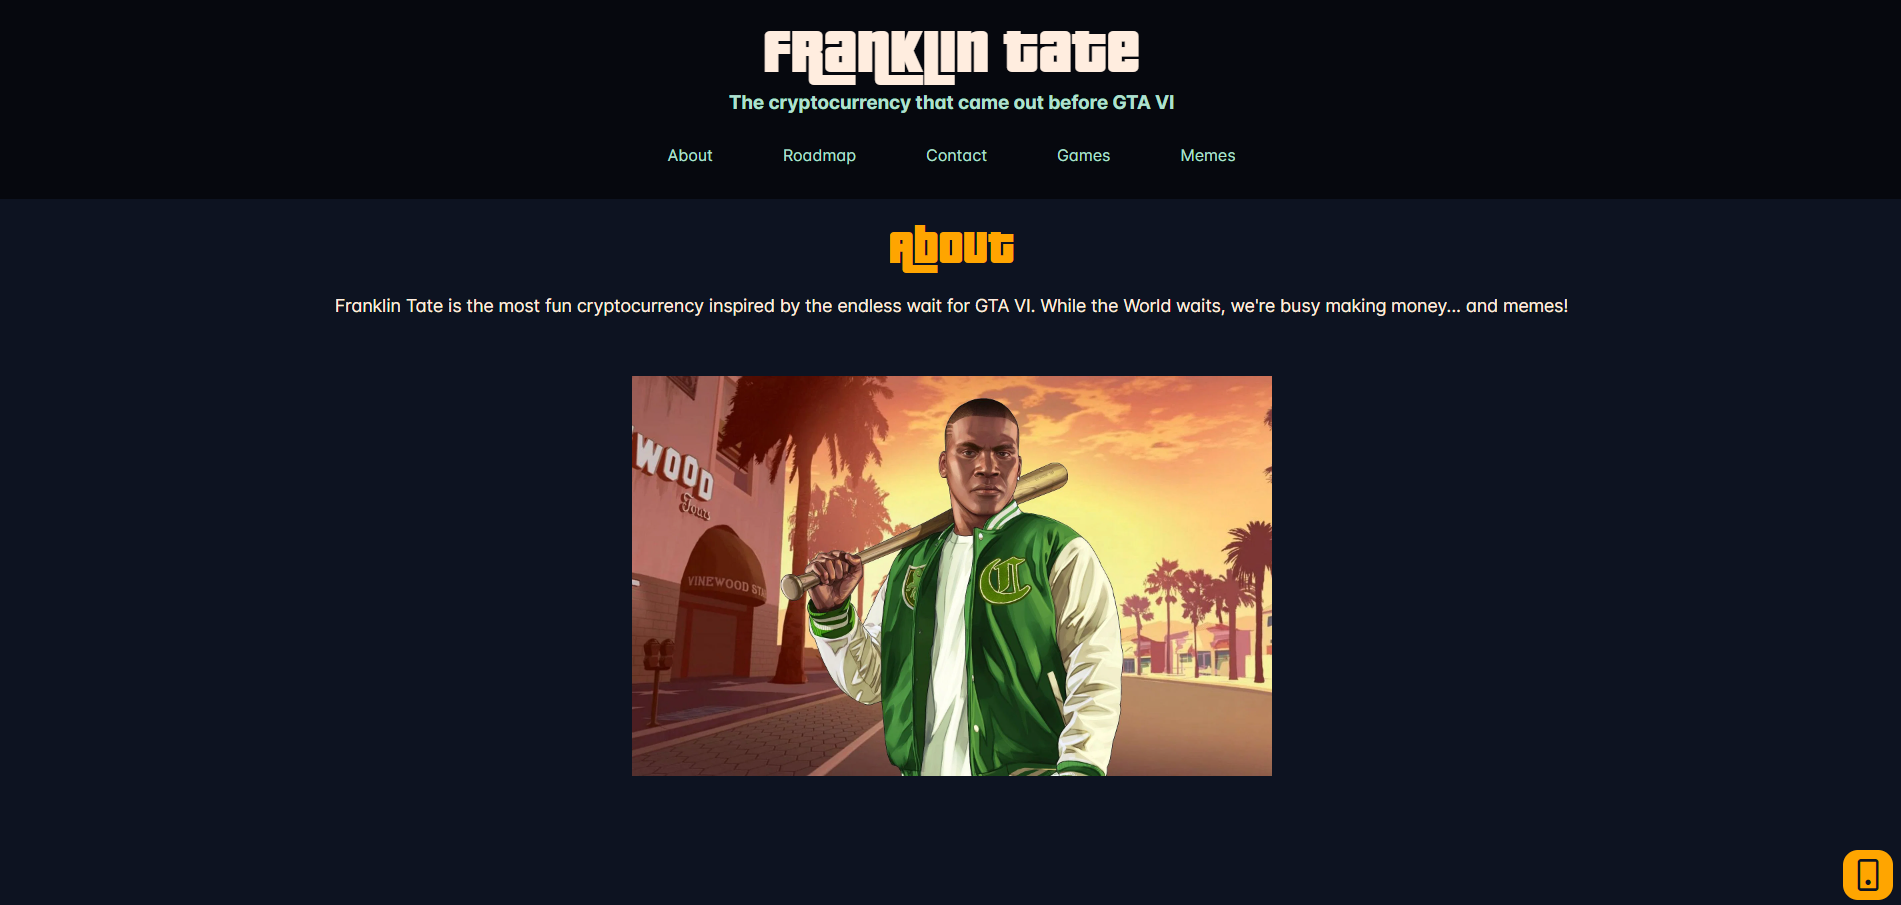 Franklin Tate
The cryptocurrency that came out before GTA VI
About Roadmap Contact Games Memes
About
Franklin Tate is the most fun cryptocurrency inspired by the endless wait for GTA VI. While the World waits, we're busy making money... and memes!
WOOD
Tours
VINEWOOD STA
C